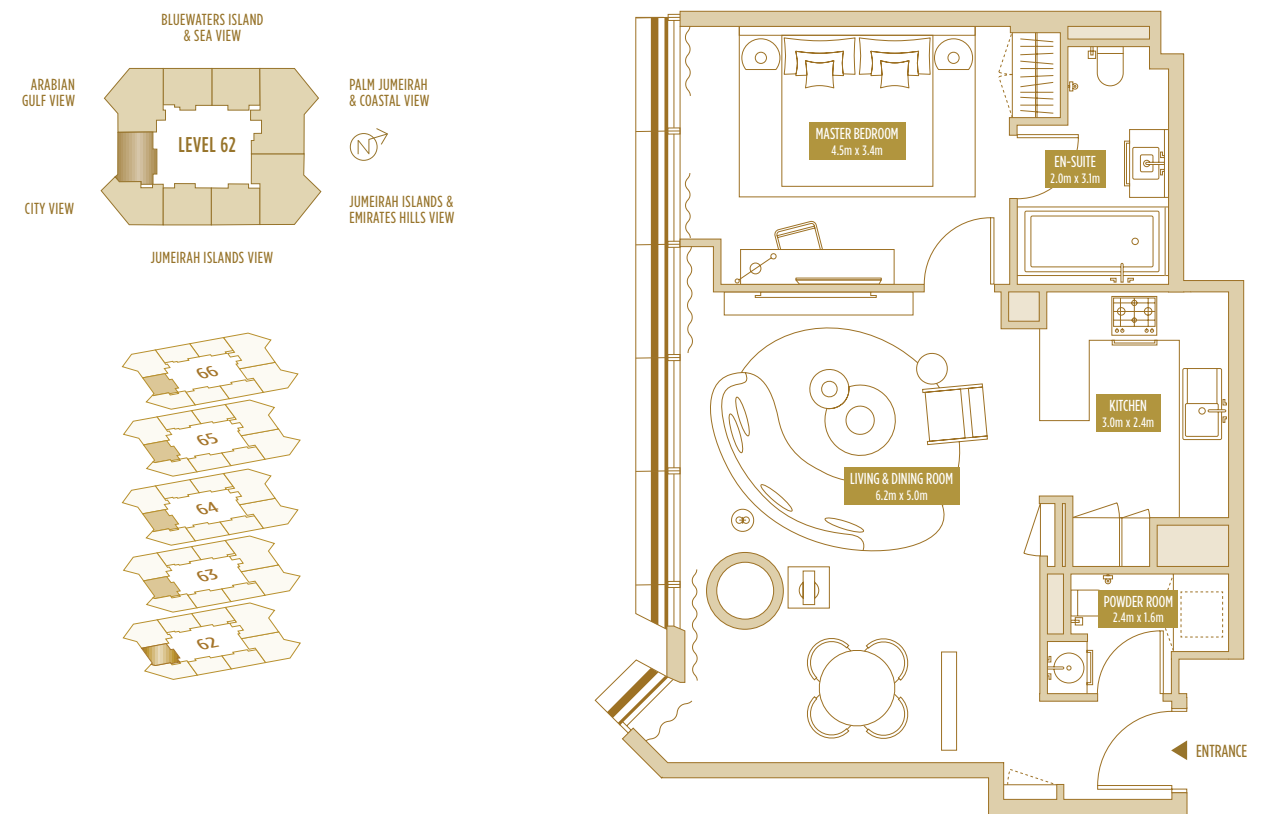 BLUEWATERS ISLAND
& SEA VIEW
ARABIAN
GULF VIEW
PALM JUMEIRAH
& COASTAL VIEW
LEVEL 62
N
CITY VIEW
JUMEIRAH ISLANDS &
EMIRATES HILLS VIEW
JUMEIRAH ISLANDS VIEW
66
65
64
63
62
MASTER BEDROOM
4.5m x 3.4m
EN-SUITE
2.0m x 3.1m
KITCHEN
3.0m x 2.4m
LIVING & DINING ROOM
6.2m x 5.0m
POWDER ROOM
2.4m x 1.6m
ENTRANCE